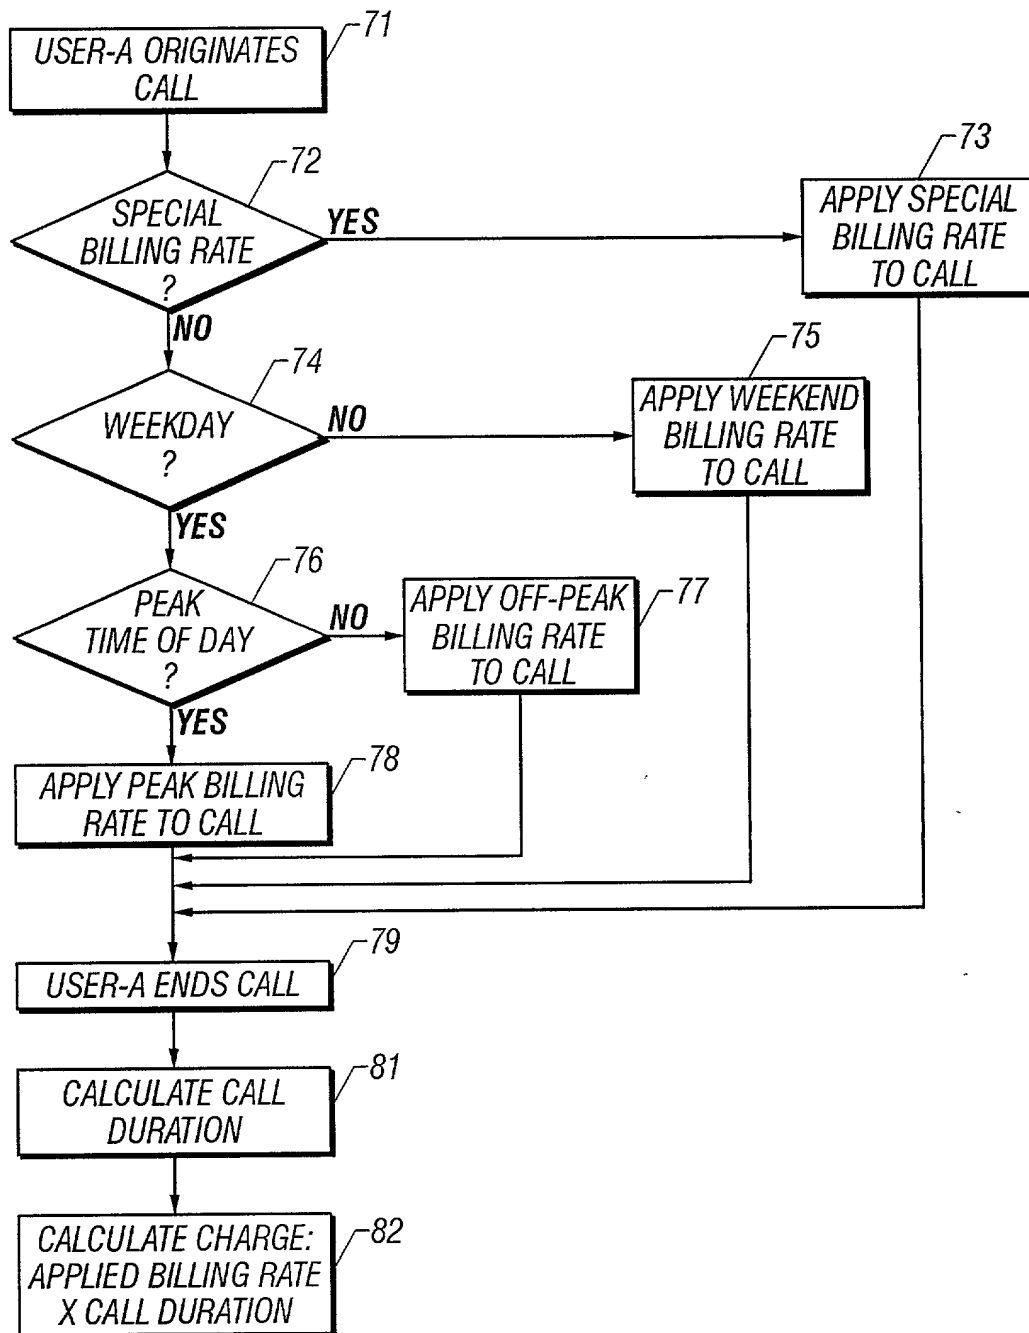 71
USER-A ORIGINATES
CALL
72
SPECIAL
BILLING RATE
?
YES
73
APPLY SPECIAL
BILLING RATE
TO CALL
NO
74
WEEKDAY
?
NO
75
APPLY WEEKEND
BILLING RATE
TO CALL
YES
76
PEAK
TIME OF DAY
?
NO
APPLY OFF-PEAK
BILLING RATE
TO CALL
77
YES
78
APPLY PEAK BILLING
RATE TO CALL
79
USER-A ENDS CALL
81
CALCULATE CALL
DURATION
82
CALCULATE CHARGE:
APPLIED BILLING RATE
X CALL DURATION